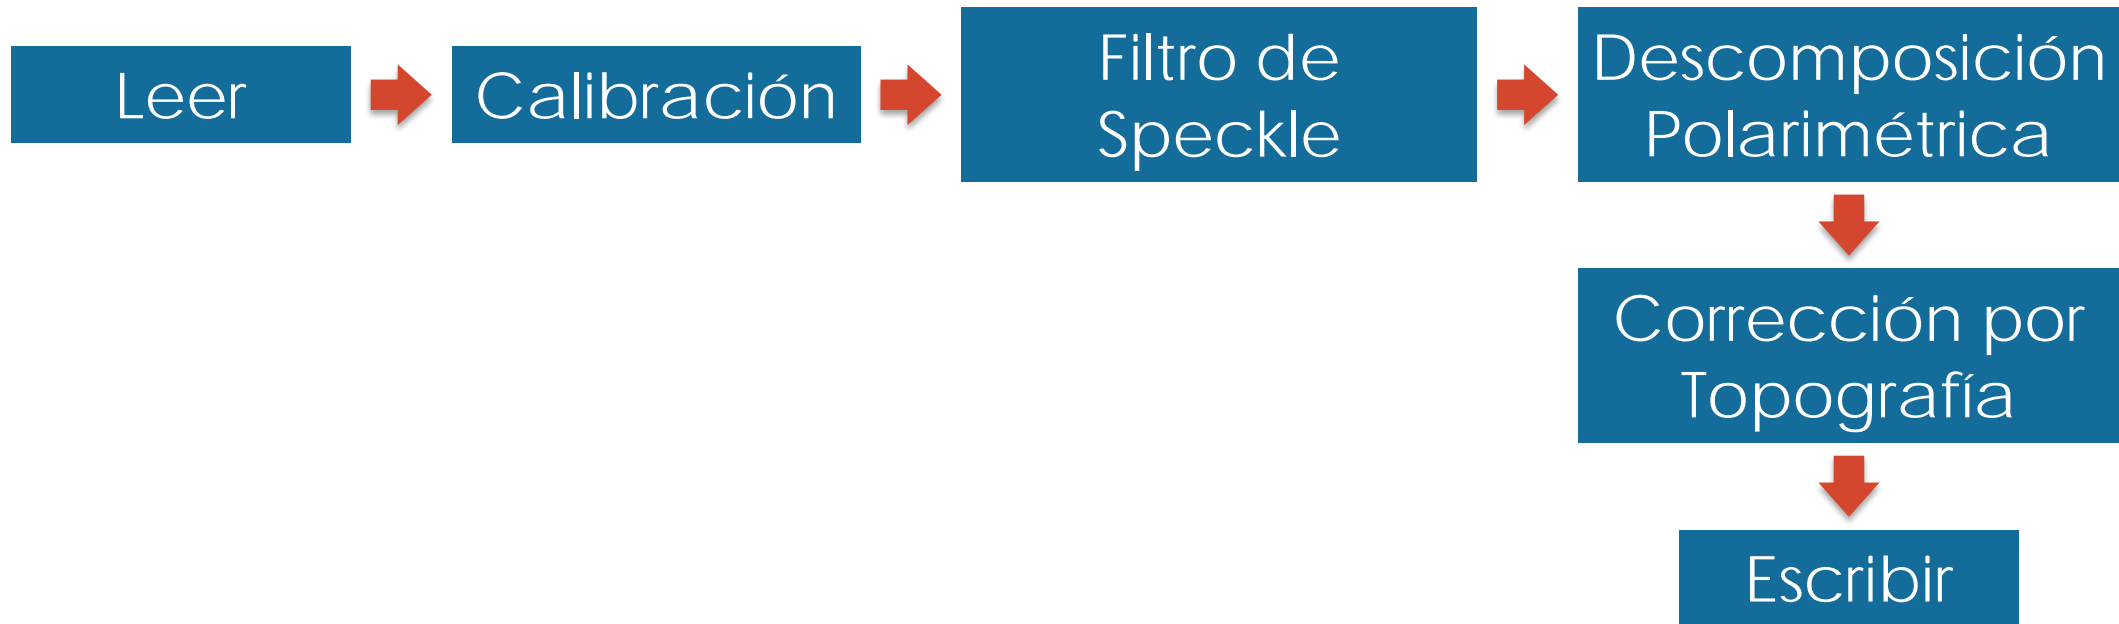 Leer
Calibración
Filtro de
Speckle
Descomposición
Polarimétrica
Corrección por
Topografía
Escribir